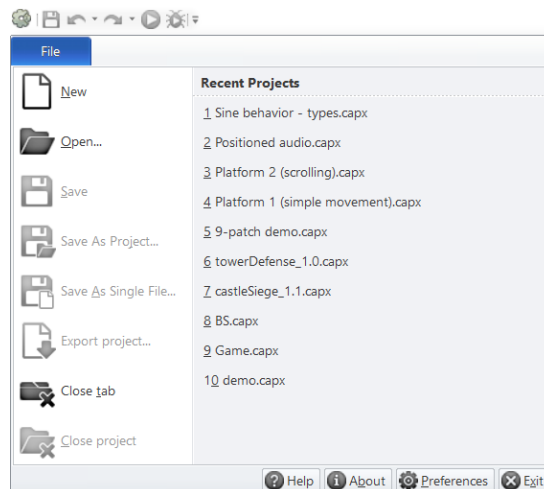 File
New
Open...
Save
Save As Project...
Save As Single File...
Export project...
Close tab
Close project
Recent Projects
1 Sine behavior - types.capx
2 Positioned audio.capx
3 Platform 2 (scrolling).capx
4 Platform 1 (simple movement).capx
5 9-patch demo.capx
6 towerDefense_1.0.capx
7 castleSiege_1.1.capx
8 BS.capx
9 Game.capx
10 demo.capx
Help About Preferences Exit